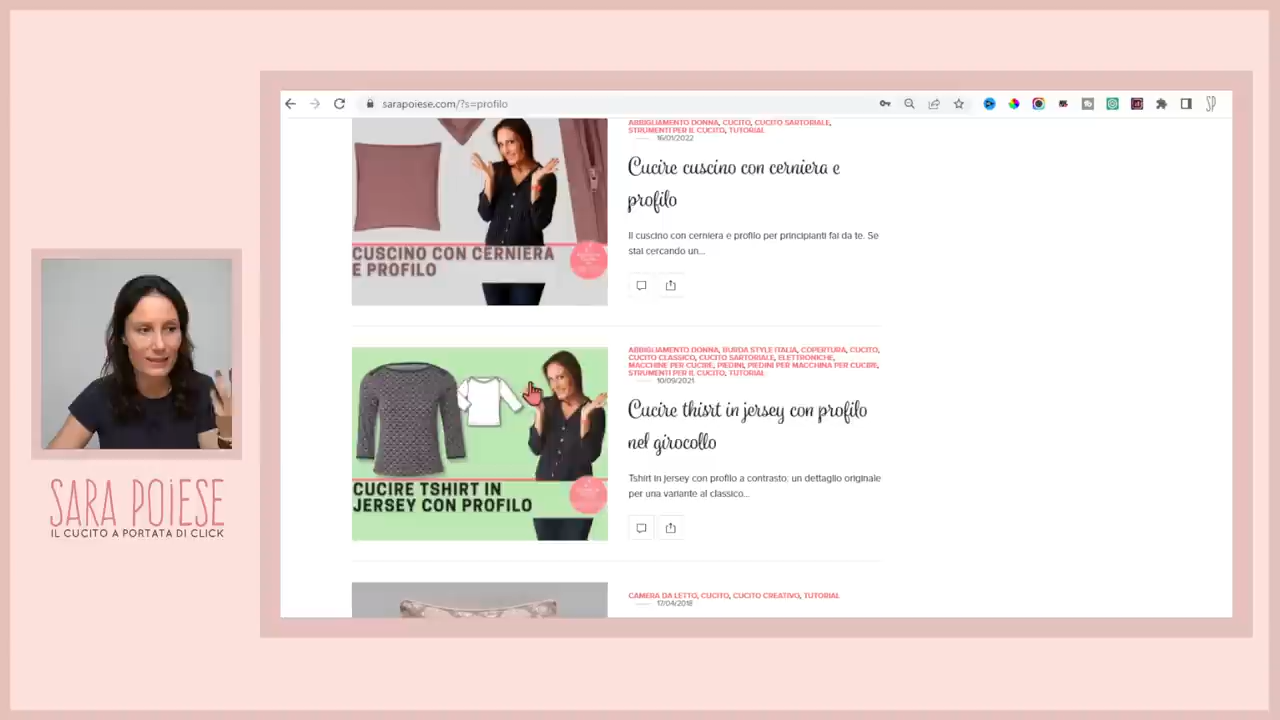 sarapoiese.com/?s=profilo
SP
ABBIGLIAMENTO DONNA, CUCITO, CUCITO SARTORIALE,
STRUMENTI PER IL CUCITO, TUTORIAL
16/01/2022
Cucire cuscino con cerniera e
profilo
Il cuscino con cerniera e profilo per principianti fai da te. Se
stai cercando un...
CUSCINO CON CERNIERA
E PROFILO
ABBIGLIAMENTO DONNA, BURDA STYLE ITALIA, COPERTURA, CUCITO,
CUCITO CLASSICO, CUCITO SARTORIALE, ELETTRONICHE,
MACCHINE PER CUCIRE, PIEDINI, PIEDINI PER MACCHINA PER CUCIRE,
STRUMENTI PER IL CUCITO, TUTORIAL
10/09/2021
Cucire thisrt in jersey con profilo
nel girocollo
Tshirt in jersey con profilo a contrasto: un dettaglio originale
per una variante al classico...
CUCIRE TSHIRT IN
JERSEY CON PROFILO
CAMERA DA LETTO, CUCITO, CUCITO CREATIVO, TUTORIAL
17/04/2018
SARA POiESE
IL CUCITO A PORTATA DI CLICK